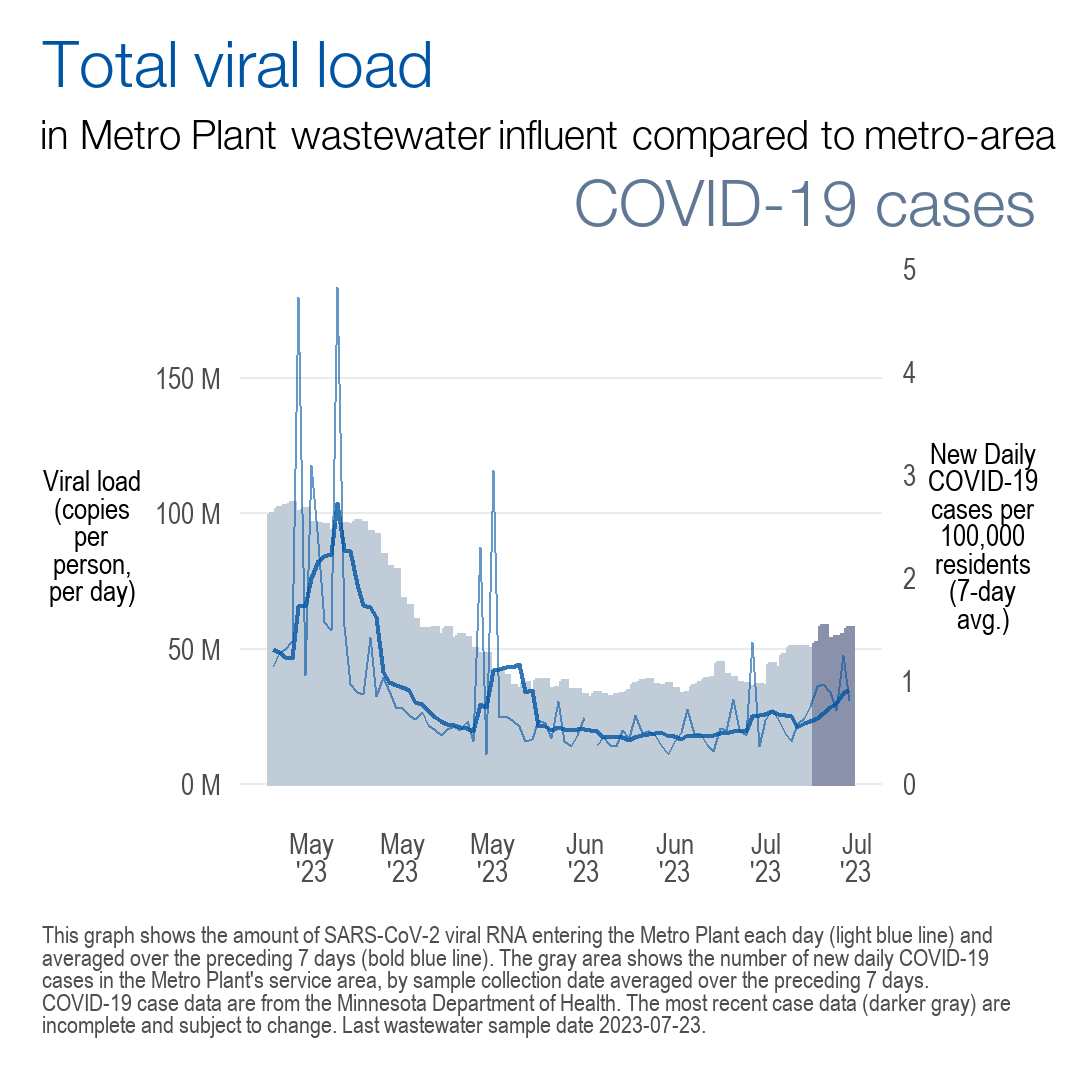 Total viral load
in Metro Plant wastewater influent compared to metro-area
COVID-19 cases
5
150 M
4
Viral load
(copies
per
person,
per day)
New Daily
COVID-19
cases per
100,000
residents
(7-day
avg.)
3
100 M
2
50 M
1
0 M
0
May
'23
May
'23
May
'23
Jun
'23
Jun
'23
Jul
'23
Jul
'23
This graph shows the amount of SARS-CoV-2 viral RNA entering the Metro Plant each day (light blue line) and
averaged over the preceding 7 days (bold blue line). The gray area shows the number of new daily COVID-19
cases in the Metro Plant's service area, by sample collection date averaged over the preceding 7 days.
COVID-19 case data are from the Minnesota Department of Health. The most recent case data (darker gray) are
incomplete and subject to change. Last wastewater sample date 2023-07-23.